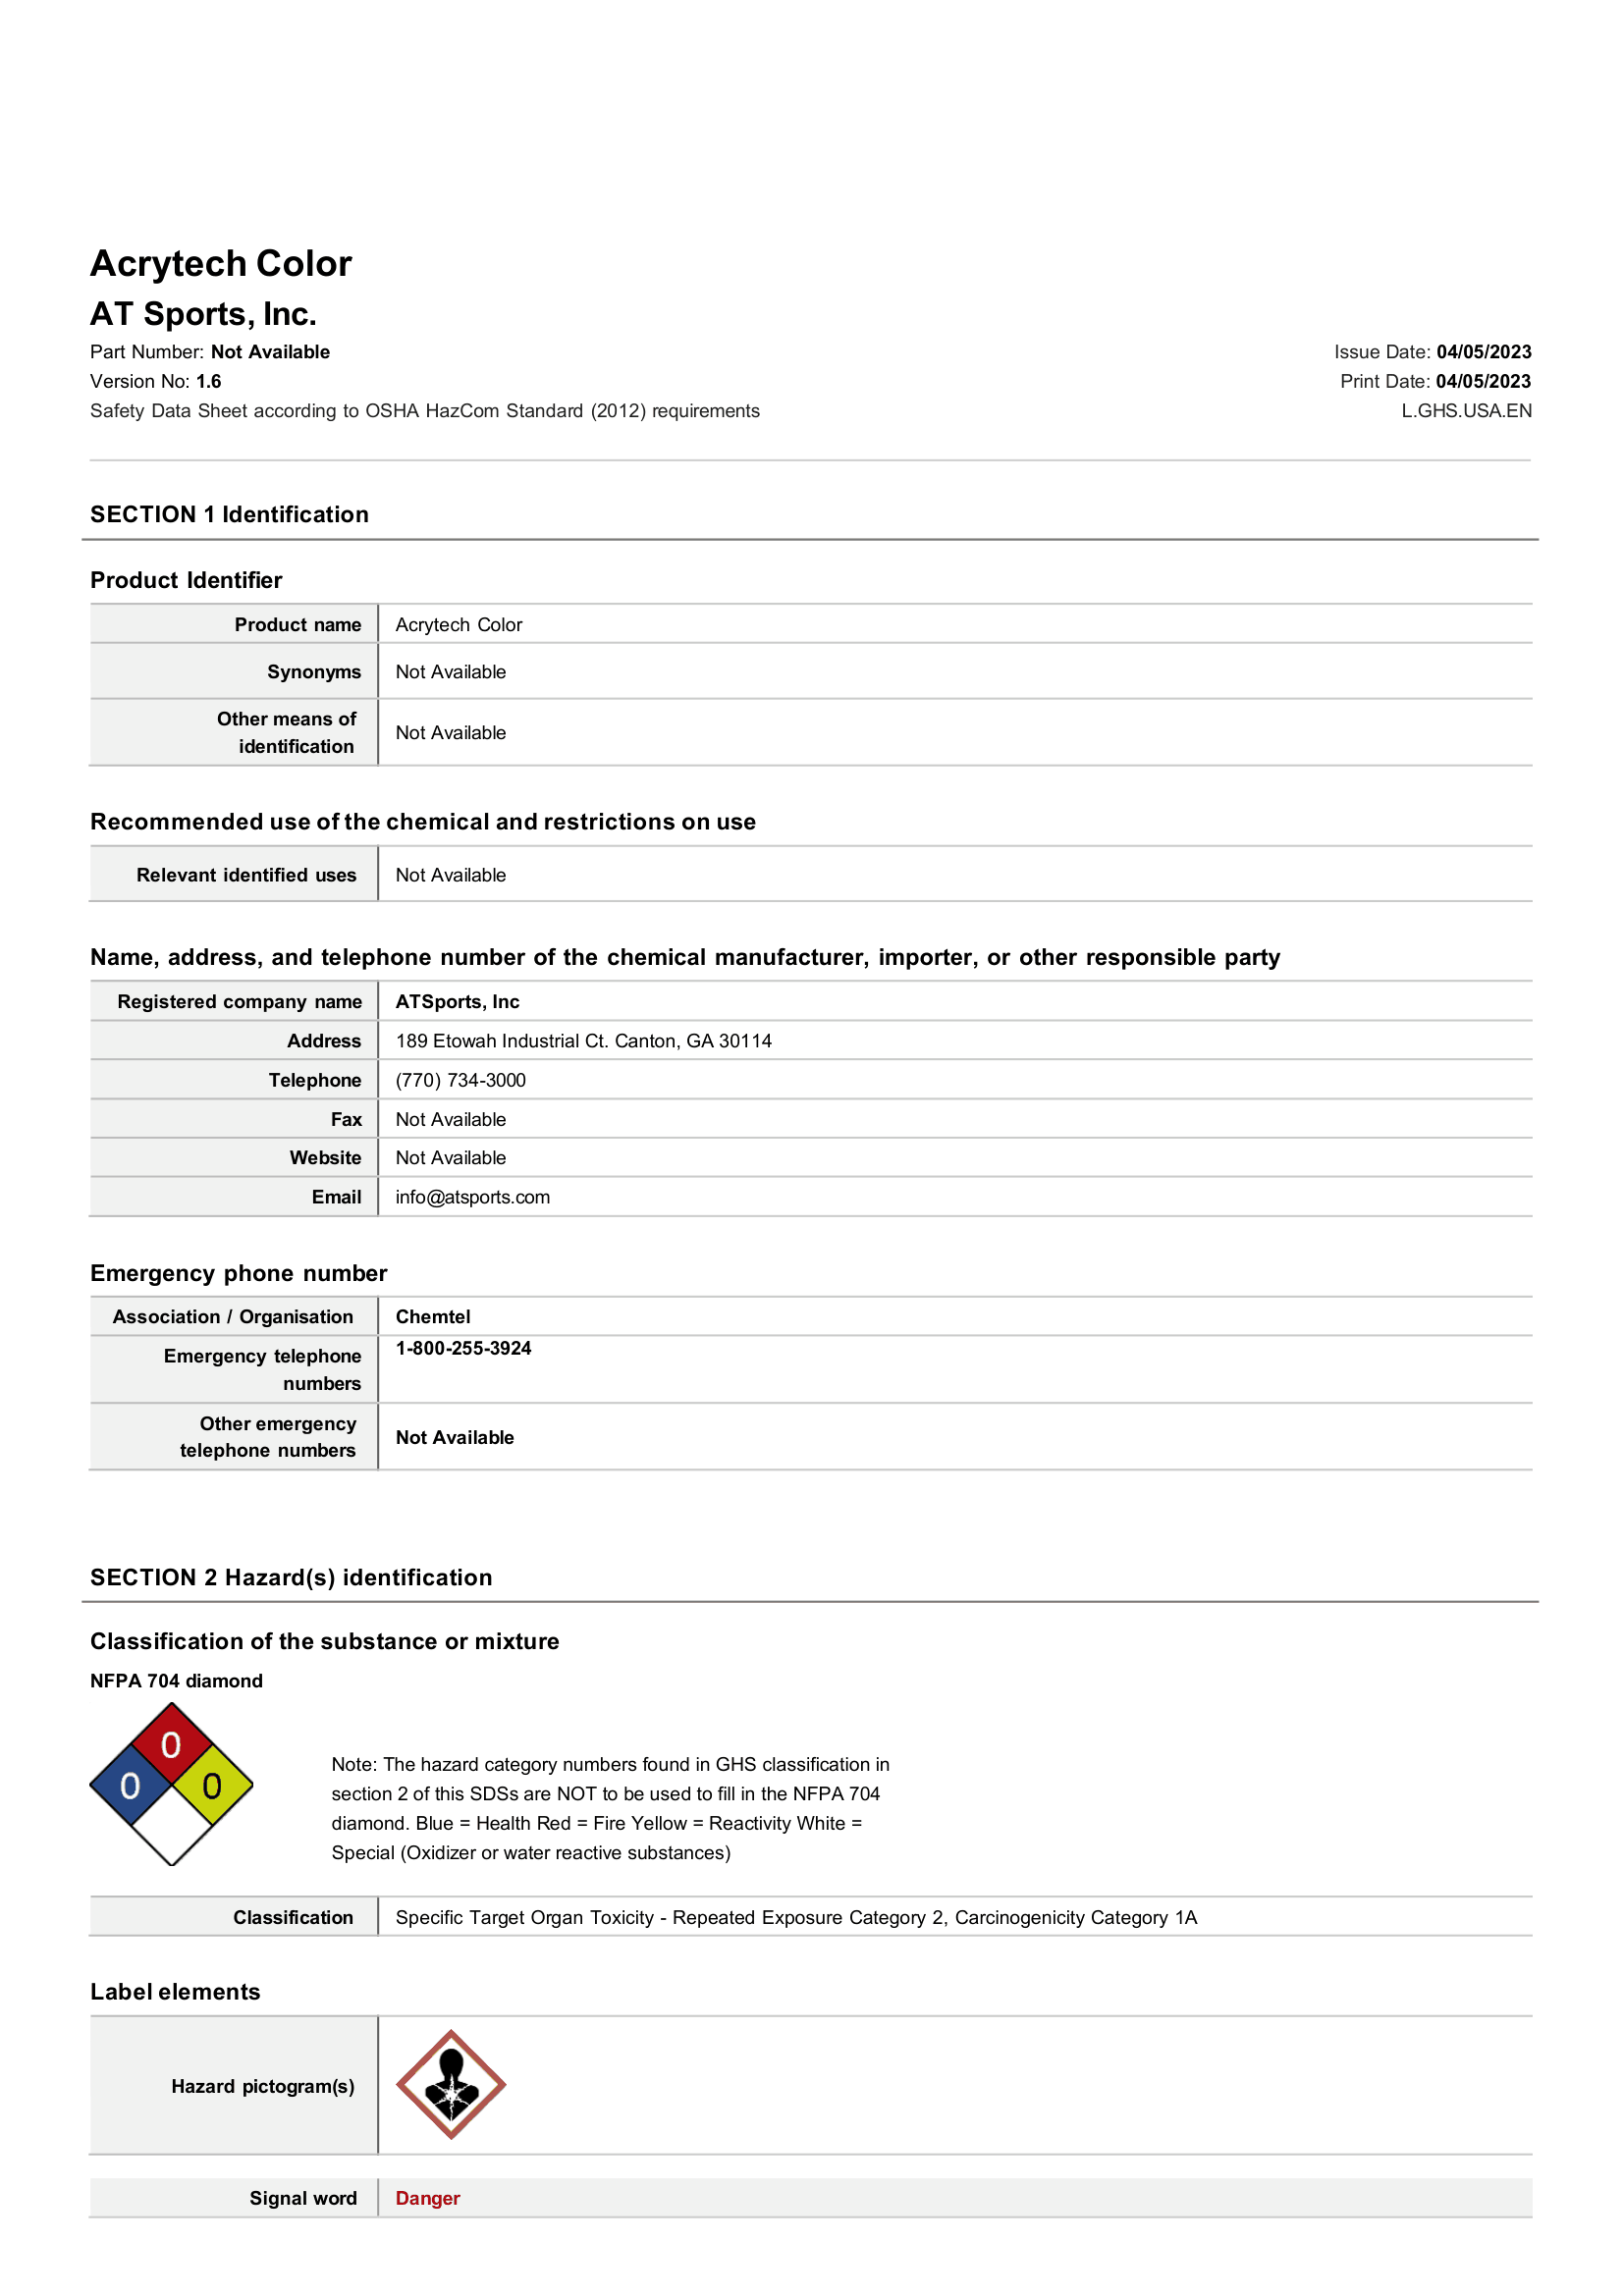 Acrytech Color
AT Sports, Inc.
Part Number: Not Available
Issue Date: 04/05/2023
Version No: 1.6
Print Date: 04/05/2023
Safety Data Sheet according to OSHA HazCom Standard (2012) requirements
L.GHS.USA.EN
SECTION 1 Identification
Product Identifier
Product name Acrytech Color
Synonyms Not Available
Other means of
identification
Not Available
Recommended use of the chemical and restrictions on use
Relevant identified uses Not Available
Name, address, and telephone number of the chemical manufacturer, importer, or other responsible party
Registered company name ATSports, Inc
Address 189 Etowah Industrial Ct. Canton, GA 30114
Telephone (770) 734-3000
Fax Not Available
Website Not Available
Email info@atsports.com
Emergency phone number
Association / Organisation Chemtel
Emergency telephone
numbers
1-800-255-3924
Other emergency
telephone numbers
Not Available
SECTION 2 Hazard(s) identification
Classification of the substance or mixture
NFPA 704 diamond
0
0 0
Note: The hazard category numbers found in GHS classification in
section 2 of this SDSs are NOT to be used to fill in the NFPA 704
diamond. Blue = Health Red = Fire Yellow = Reactivity White =
Special (Oxidizer or water reactive substances)
Classification Specific Target Organ Toxicity - Repeated Exposure Category 2, Carcinogenicity Category 1A
Label elements
Hazard pictogram(s)
Signal word Danger